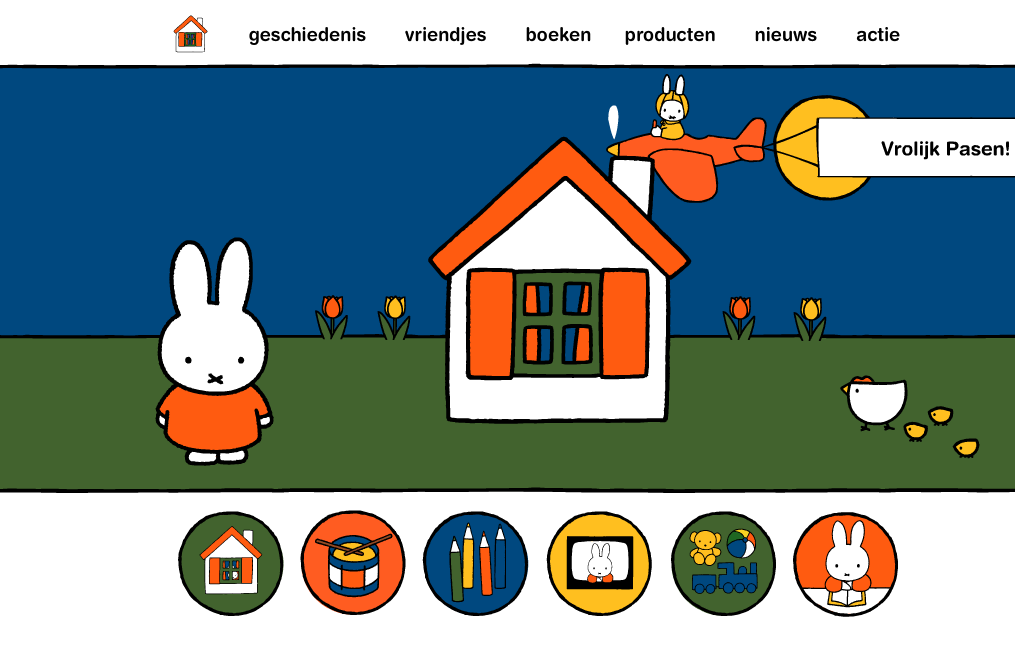 geschiedenis vriendjes boeken producten nieuws actie
Vrolijk Pasen!